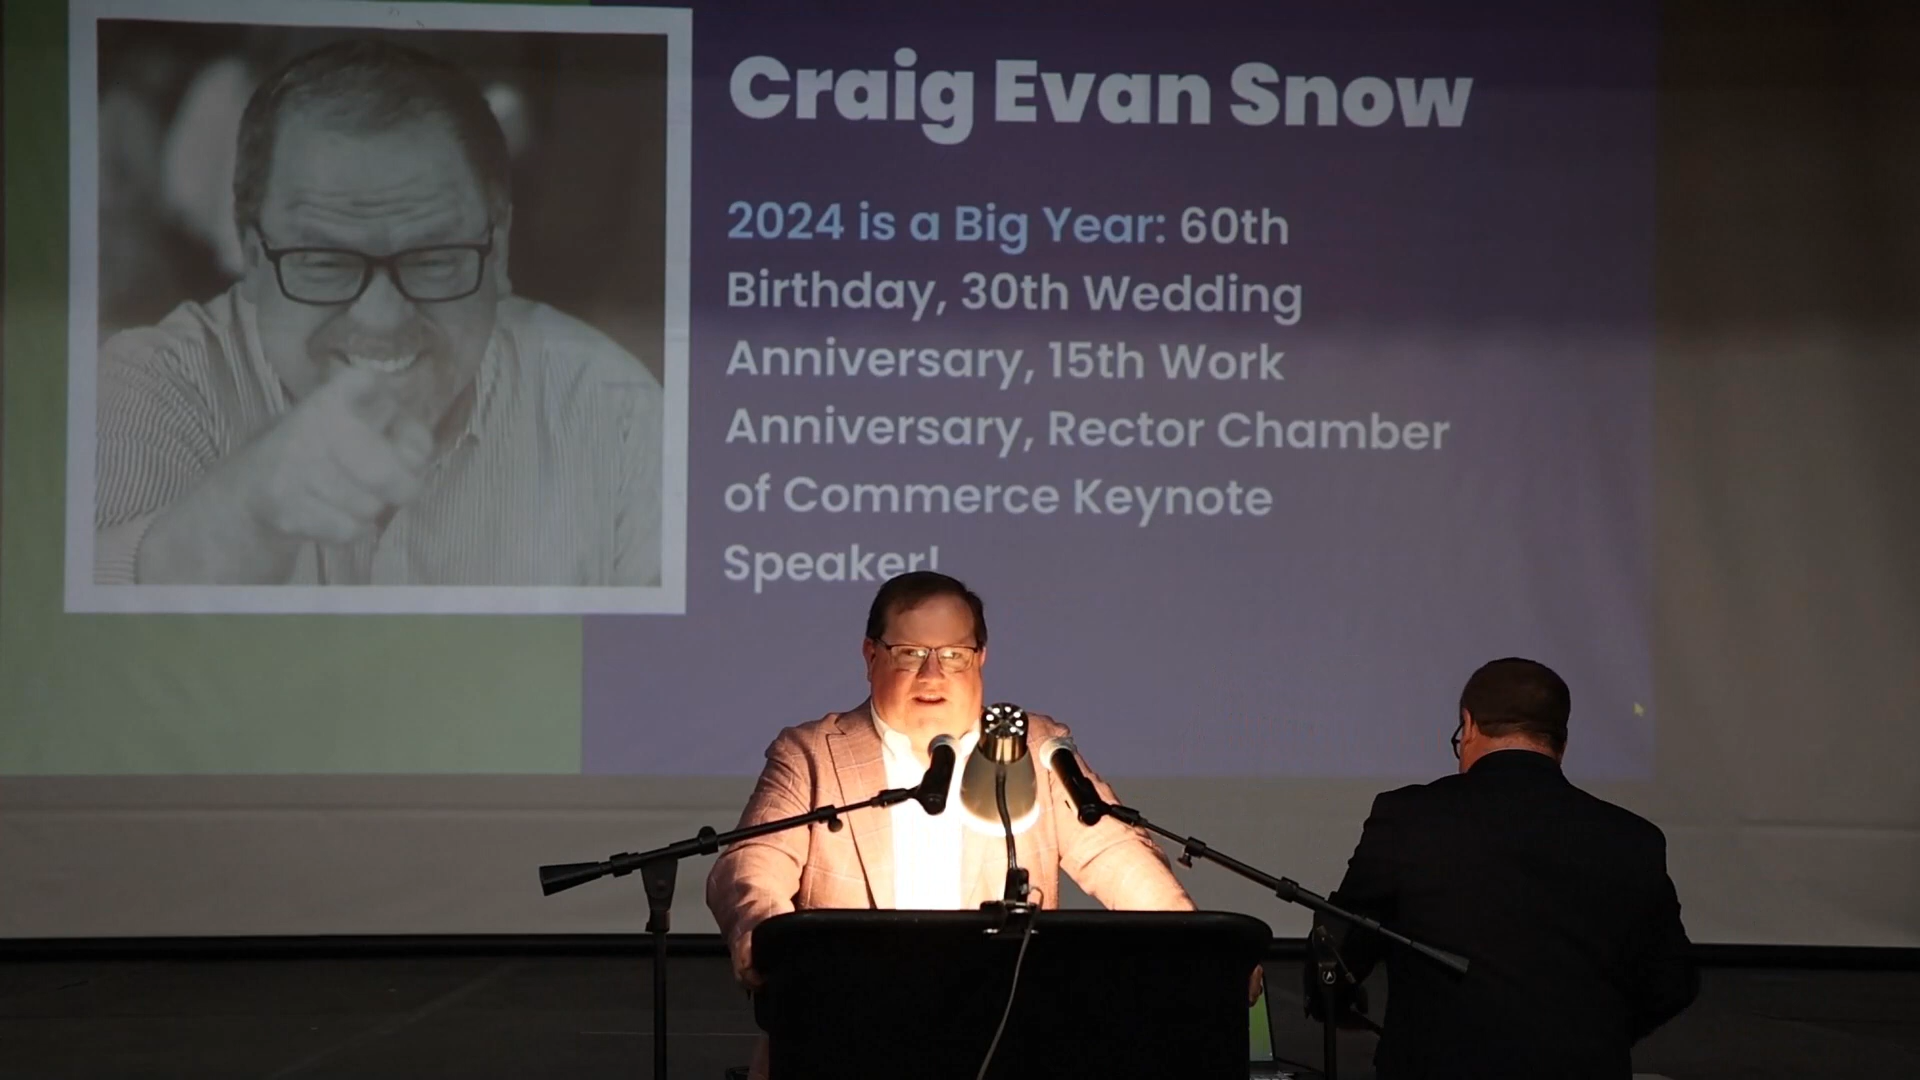 Craig Evan Snow
2024 is a Big Year: 60th
Birthday, 30th Wedding
Anniversary, 15th Work
Anniversary, Rector Chamber
of Commerce Keynote
Speaker!